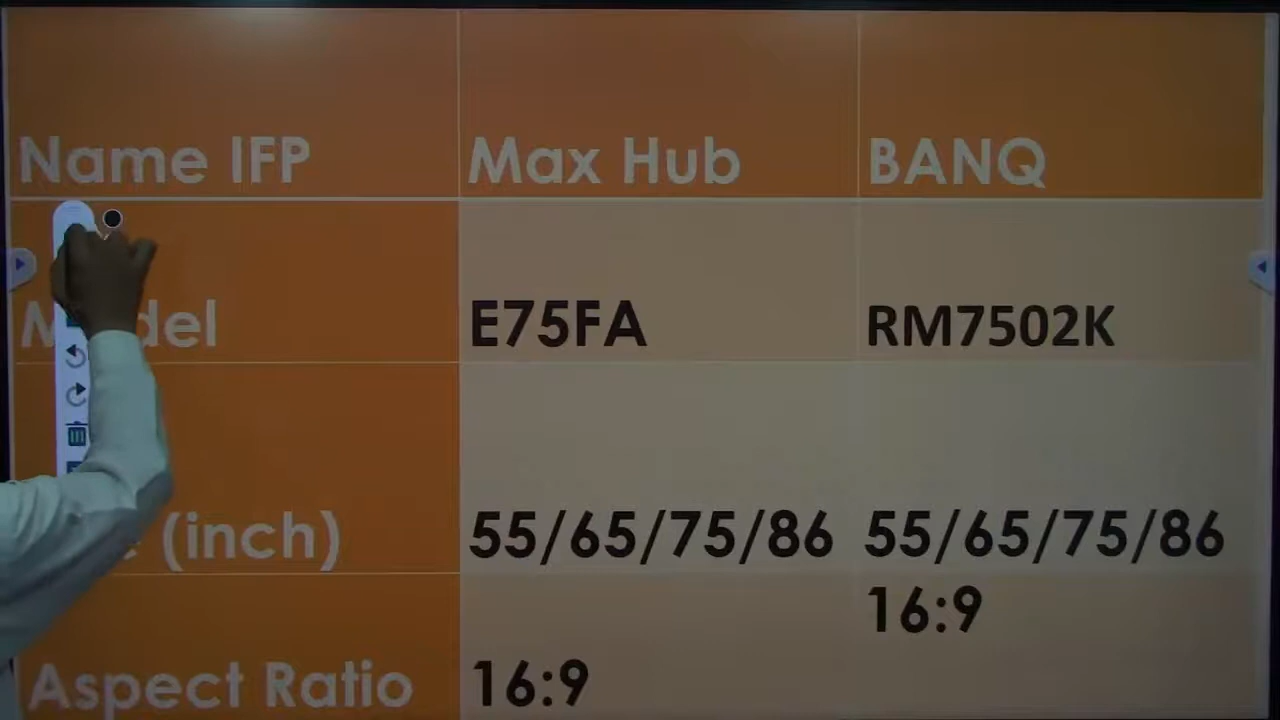 Name IFP Max Hub BANQ
E75FA RM7502K
(inch) 55/65/75/86 55/65/75/86
16:9
Aspect Ratio 16:9